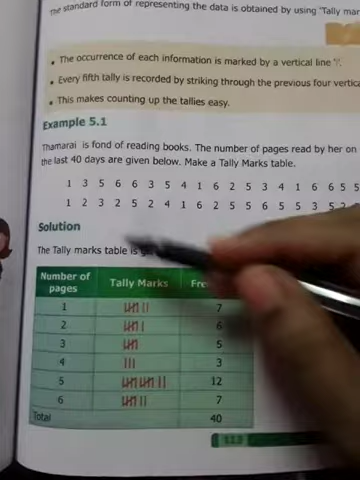 The standard form of representing the data is obtained by using 'Tally mar
• The occurrence of each information is marked by a vertical line '|'.
• Every fifth tally is recorded by striking through the previous four vertica
• This makes counting up the tallies easy.
Example 5.1
Thamarai is fond of reading books. The number of pages read by her on
the last 40 days are given below. Make a Tally Marks table.
1 3 5 6 6 3 5 4 1 6 2 5 3 4 1 6 6 5 5
1 2 3 2 5 2 4 1 6 2 5 5 6 5 5 3 5
Solution
The Tally marks table is
Number of pages Tally Marks
1 7
2 6
3 5
4 3
5 12
6 7
Total 40
113